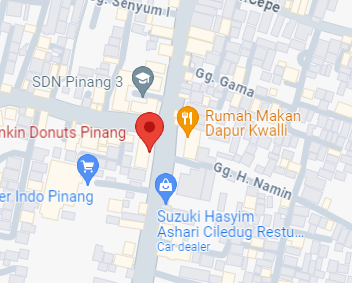 Gg. Senyum I
Cepe
SDN Pinang 3
Gg. Gama
Rumah Makan
Dapur Kwalli
nkin Donuts Pinang
Gg. H. Namin
er Indo Pinang
Suzuki Hasyim
Ashari Ciledug Restu...
Car dealer